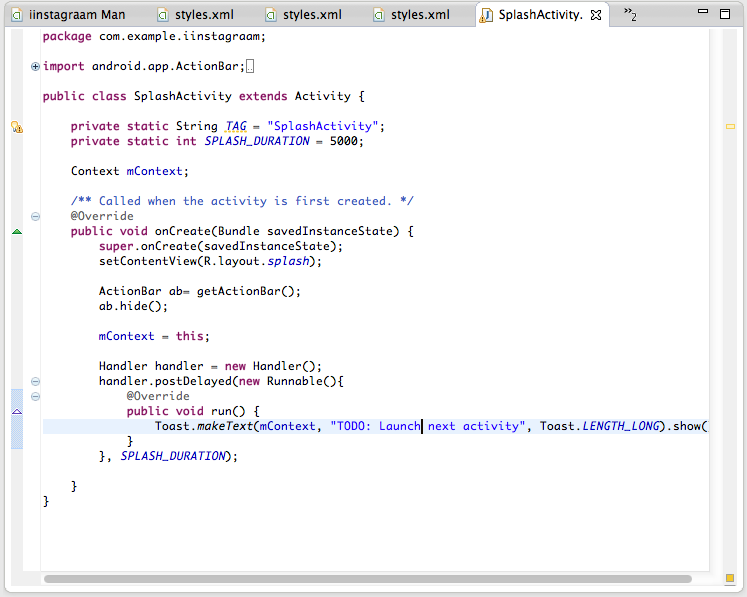 iinstagraam Man styles.xml styles.xml styles.xml SplashActivity. »2
package com.example.iinstagraam;
import android.app.ActionBar;
public class SplashActivity extends Activity {
private static String TAG = "SplashActivity";
private static int SPLASH_DURATION = 5000;
Context mContext;
/** Called when the activity is first created. */
@Override
public void onCreate(Bundle savedInstanceState) {
super.onCreate(savedInstanceState);
setContentView(R.layout.splash);
ActionBar ab= getActionBar();
ab.hide();
mContext = this;
Handler handler = new Handler();
handler.postDelayed(new Runnable(){
@Override
public void run() {
Toast.makeText(mContext, "TODO: Launch next activity", Toast.LENGTH_LONG).show(
}
}, SPLASH_DURATION);
}
}